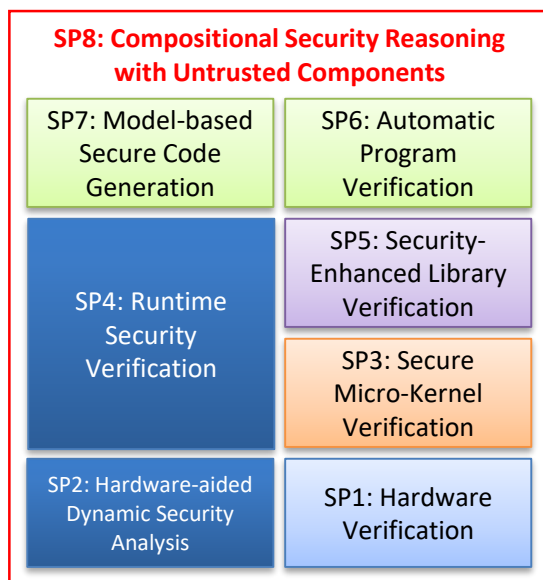 SP8: Compositional Security Reasoning
with Untrusted Components
SP7: Model-based
Secure Code
Generation
SP6: Automatic
Program
Verification
SP4: Runtime
Security
Verification
SP5: Security-
Enhanced Library
Verification
SP3: Secure
Micro-Kernel
Verification
SP2: Hardware-aided
Dynamic Security
Analysis
SP1: Hardware
Verification